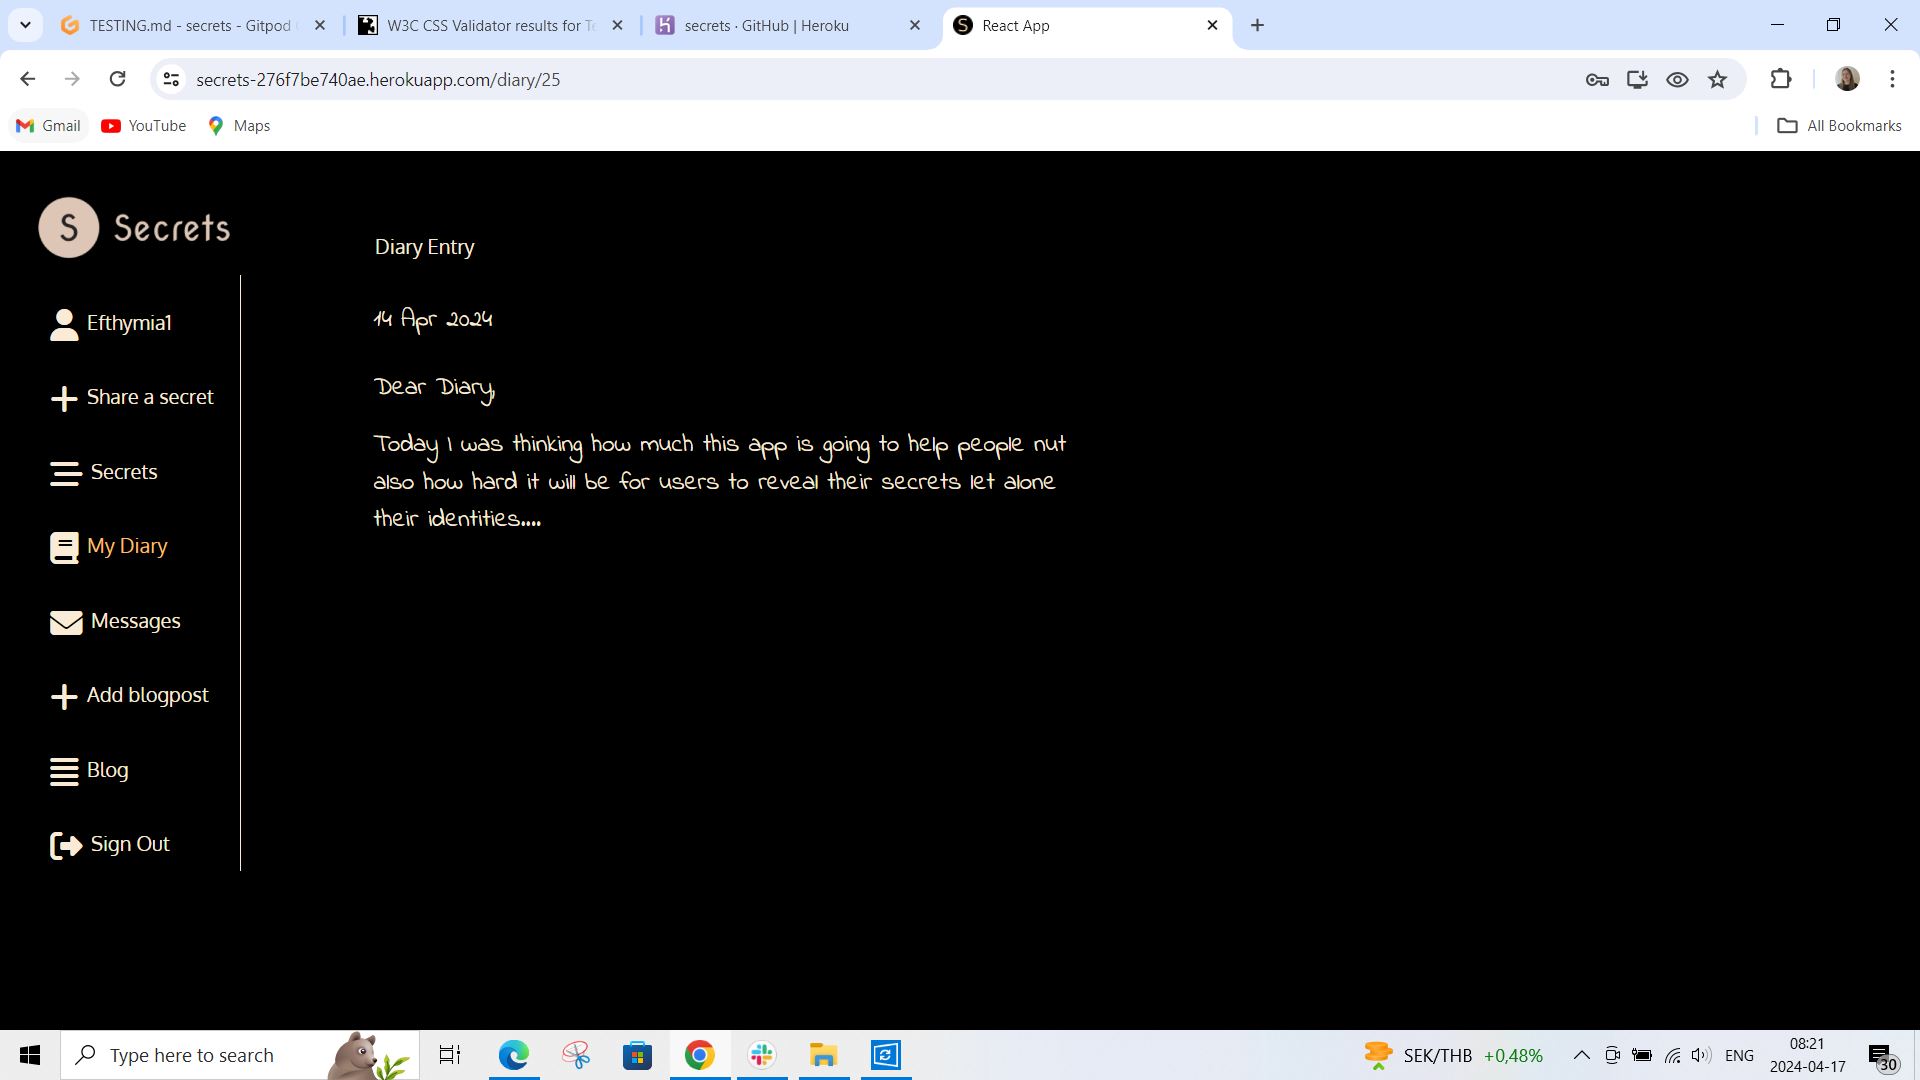 TESTING.md - secrets - Gitpod
W3C CSS Validator results for Te
secrets · GitHub | Heroku
React App
secrets-276f7be740ae.herokuapp.com/diary/25
Gmail
YouTube
Maps
All Bookmarks
S Secrets
Efthymia1
Share a secret
Secrets
My Diary
Messages
Add blogpost
Blog
Sign Out
Diary Entry
14 Apr 2024
Dear Diary,
Today I was thinking how much this app is going to help people nut
also how hard it will be for users to reveal their secrets let alone
their identities....
Type here to search
SEK/THB +0,48%
ENG
08:21
2024-04-17
30